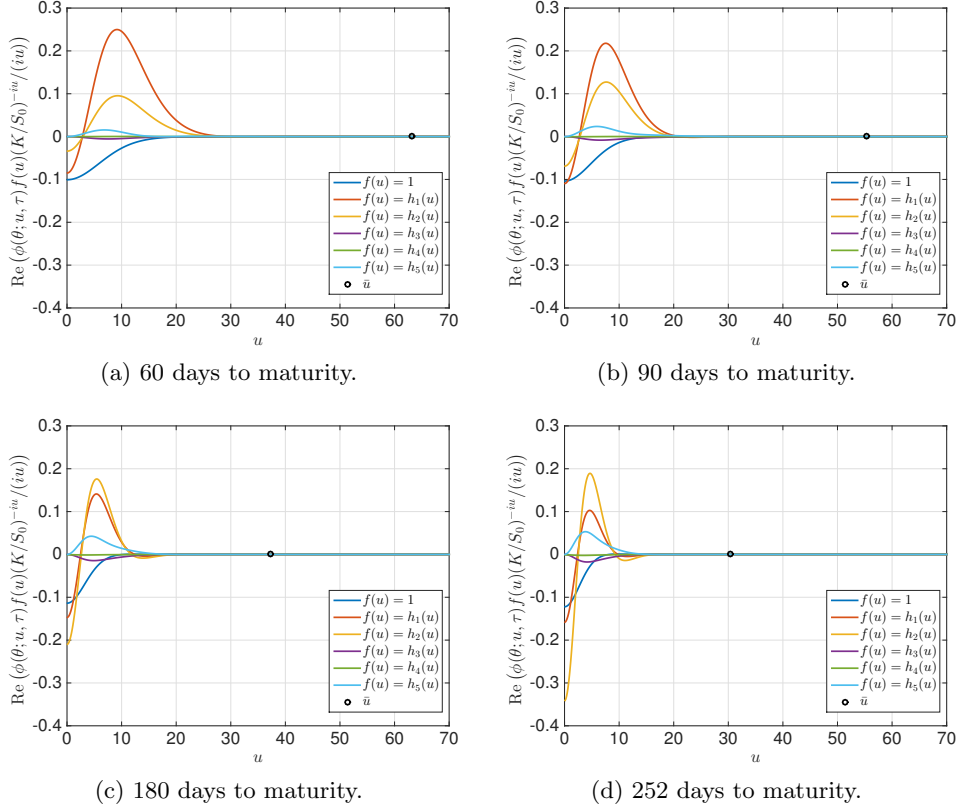 0.3
0.2
0.1
0
-0.1
-0.2
-0.3
-0.4
Re (ϕ(θ; u, τ)f(u)(K/S₀)⁻ⁱᵘ/(iu))
0 10 20 30 40 50 60 70
u
f(u) = 1
f(u) = h₁(u)
f(u) = h₂(u)
f(u) = h₃(u)
f(u) = h₄(u)
f(u) = h₅(u)
ū
(a) 60 days to maturity.
0.3
0.2
0.1
0
-0.1
-0.2
-0.3
-0.4
Re (ϕ(θ; u, τ)f(u)(K/S₀)⁻ⁱᵘ/(iu))
0 10 20 30 40 50 60 70
u
f(u) = 1
f(u) = h₁(u)
f(u) = h₂(u)
f(u) = h₃(u)
f(u) = h₄(u)
f(u) = h₅(u)
ū
(b) 90 days to maturity.
0.3
0.2
0.1
0
-0.1
-0.2
-0.3
-0.4
Re (ϕ(θ; u, τ)f(u)(K/S₀)⁻ⁱᵘ/(iu))
0 10 20 30 40 50 60 70
u
f(u) = 1
f(u) = h₁(u)
f(u) = h₂(u)
f(u) = h₃(u)
f(u) = h₄(u)
f(u) = h₅(u)
ū
(c) 180 days to maturity.
0.3
0.2
0.1
0
-0.1
-0.2
-0.3
-0.4
Re (ϕ(θ; u, τ)f(u)(K/S₀)⁻ⁱᵘ/(iu))
0 10 20 30 40 50 60 70
u
f(u) = 1
f(u) = h₁(u)
f(u) = h₂(u)
f(u) = h₃(u)
f(u) = h₄(u)
f(u) = h₅(u)
ū
(d) 252 days to maturity.